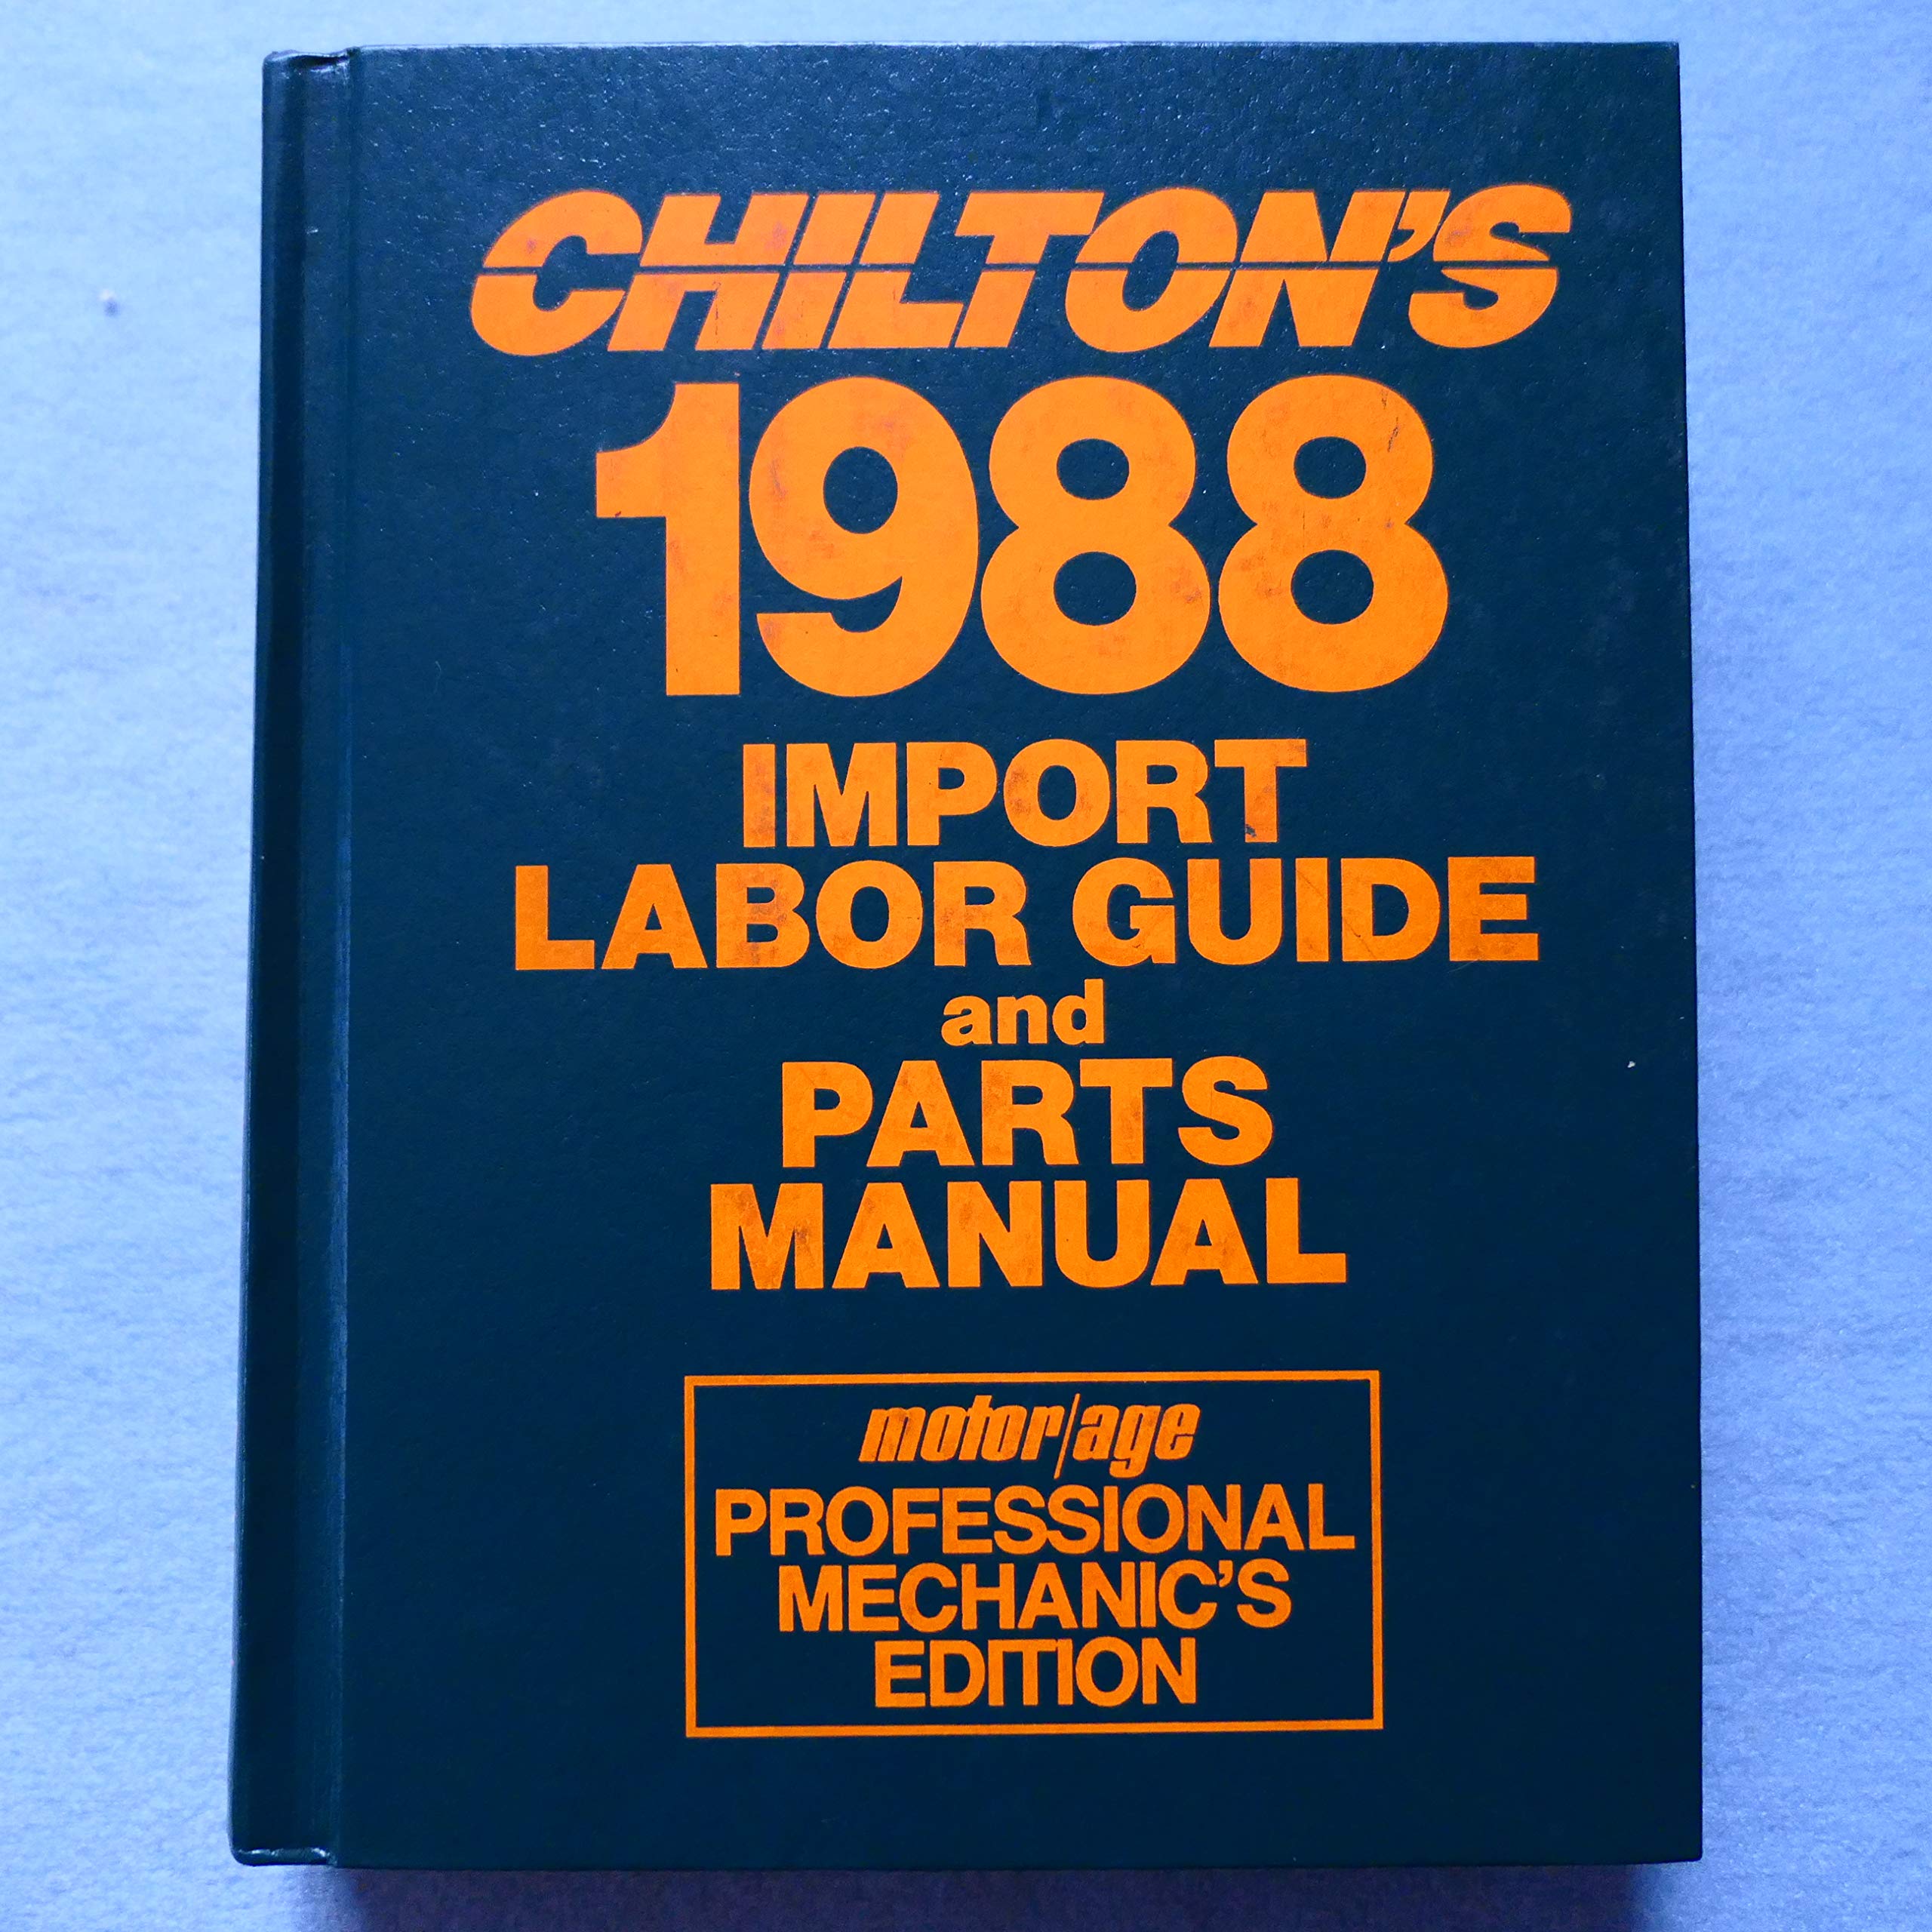 CHILTON'S
1988
IMPORT
LABOR GUIDE
and
PARTS
MANUAL
motor/age
PROFESSIONAL
MECHANIC'S
EDITION